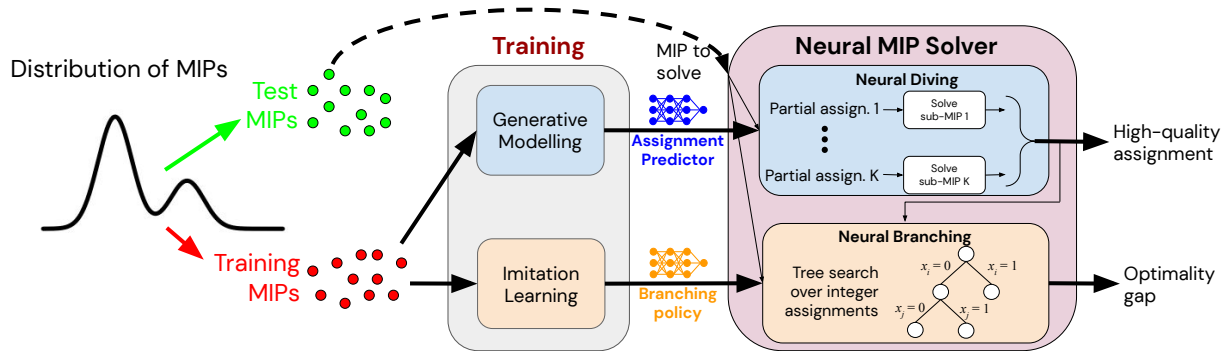 Distribution of MIPs
Test
MIPs
Training
MIPs
Training
Generative
Modelling
Imitation
Learning
MIP to
solve
Assignment
Predictor
Branching
policy
Neural MIP Solver
Neural Diving
Partial assign. 1
Solve
sub-MIP 1
Partial assign. K
Solve
sub-MIP K
Neural Branching
Tree search
over integer
assignments
x_i = 0
x_i = 1
x_j = 0
x_j = 1
High-quality
assignment
Optimality
gap